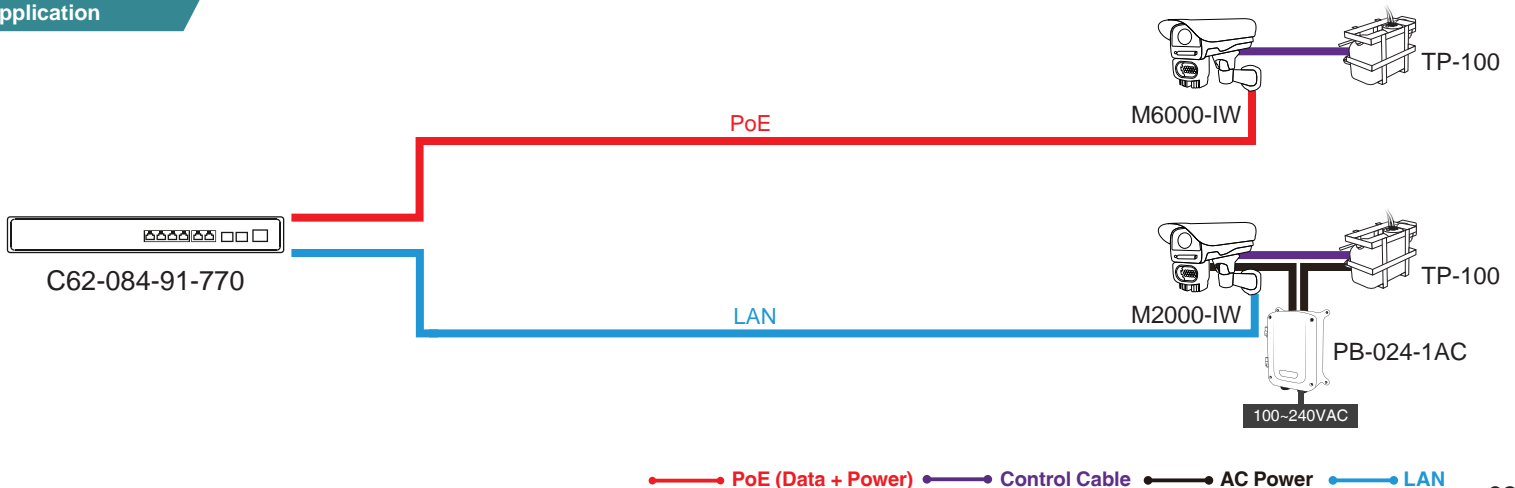 pplication
TP-100
M6000-IW
PoE
C62-084-91-770
TP-100
M2000-IW
LAN
PB-024-1AC
100~240VAC
PoE (Data + Power) Control Cable AC Power LAN